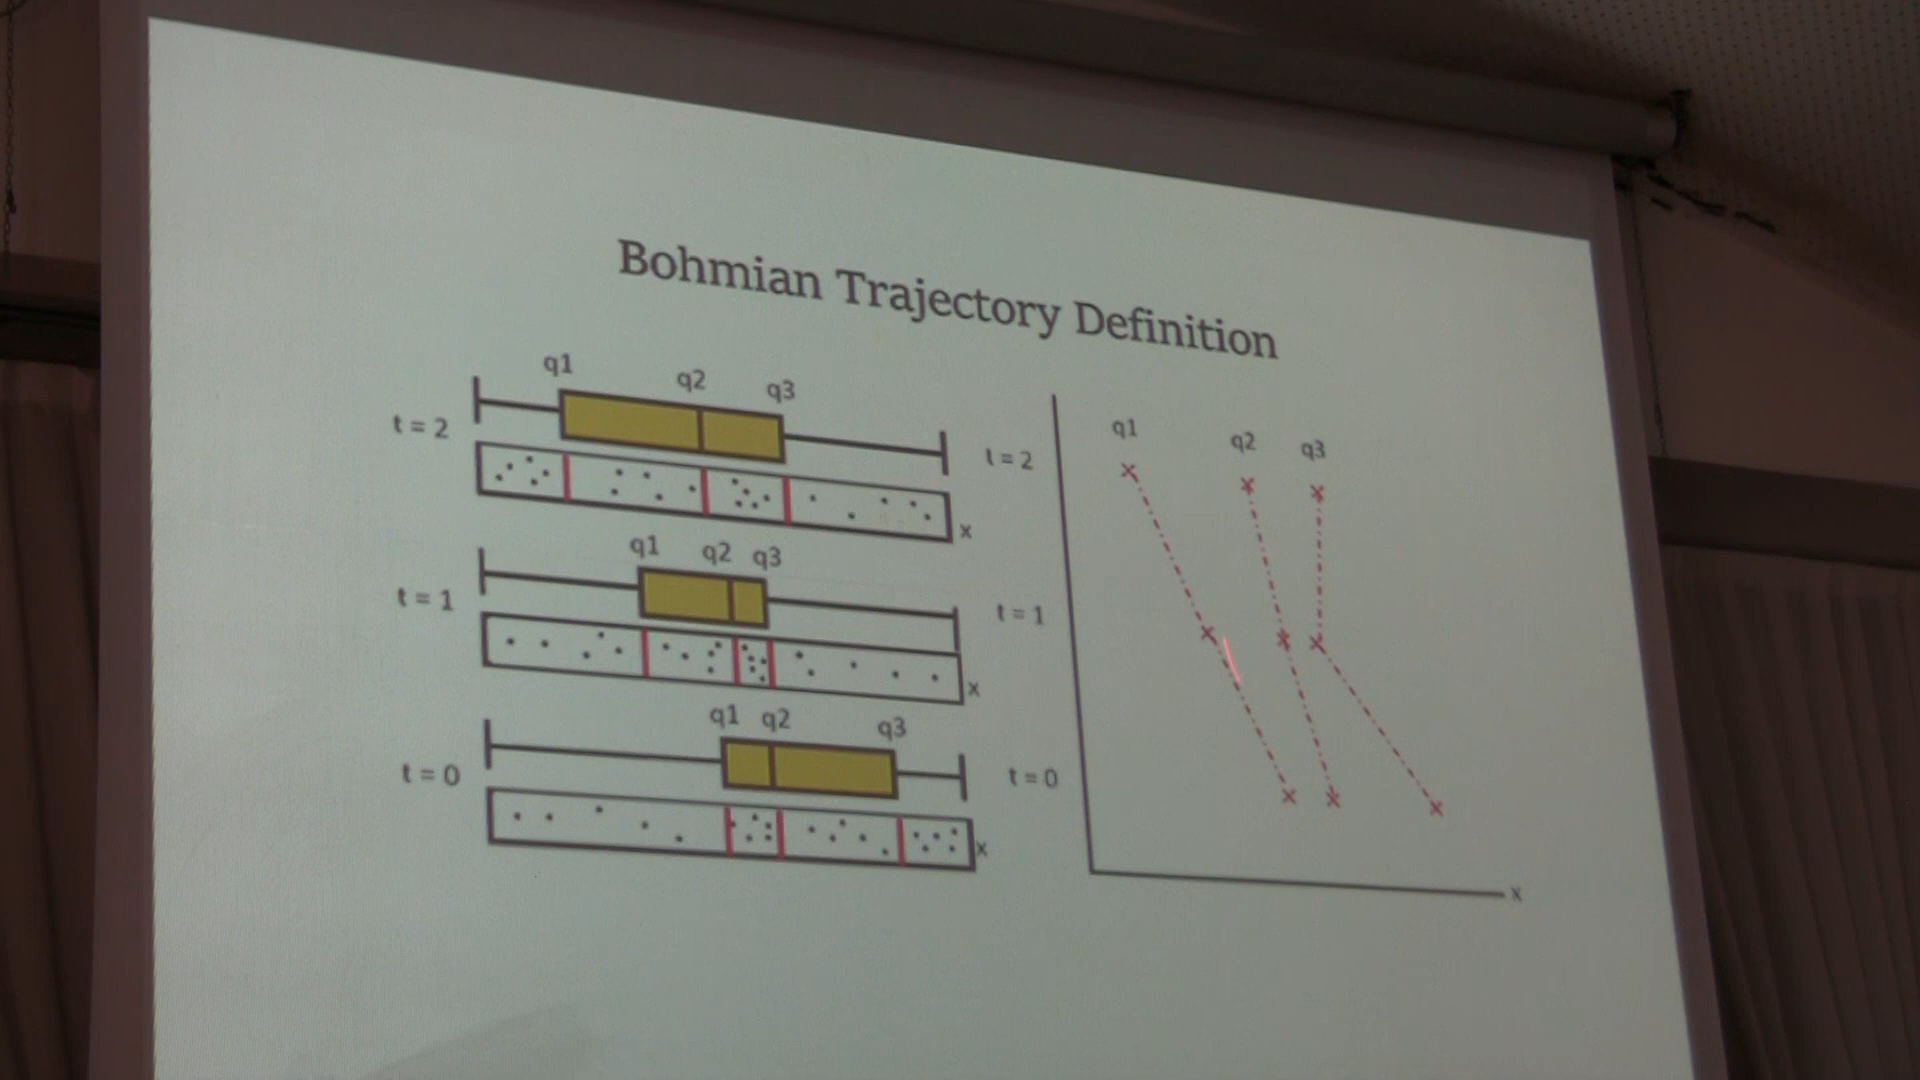 Bohmian Trajectory Definition
q1 q2 q3
t = 2
x
q1 q2 q3
t = 1
x
q1 q2 q3
t = 0
x
q1 q2 q3
t = 2
t = 1
t = 0
x